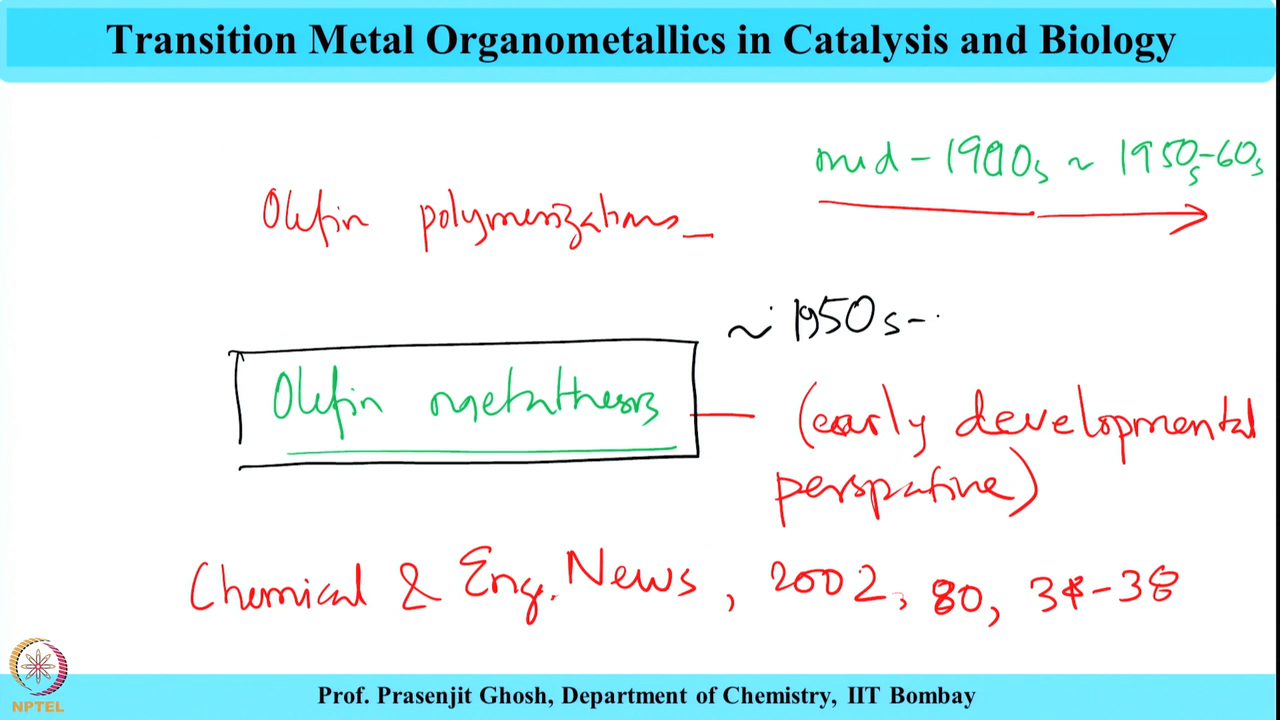 Transition Metal Organometallics in Catalysis and Biology
mid-1900s ~ 1950s-60s
Olefin polymerizations
~ 1950s-
Olefin metathesis
(early developmental
perspative)
Chemical & Eng. News, 2002, 80, 34-38
Prof. Prasenjit Ghosh, Department of Chemistry, IIT Bombay
NPTEL